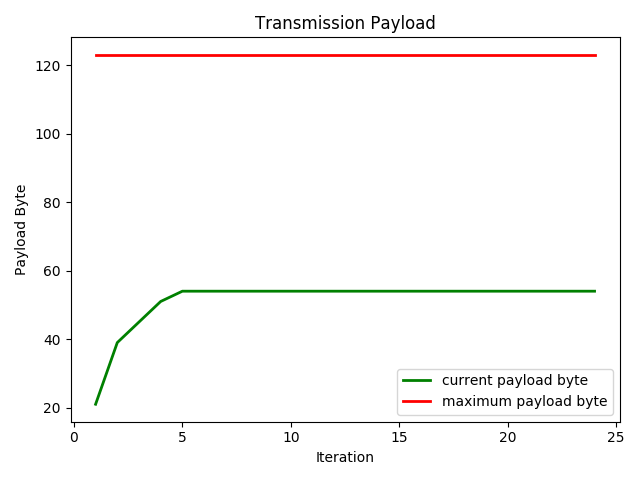 Transmission Payload
120
100
80
60
40
20
Payload Byte
0
5
10
15
20
25
Iteration
current payload byte
maximum payload byte